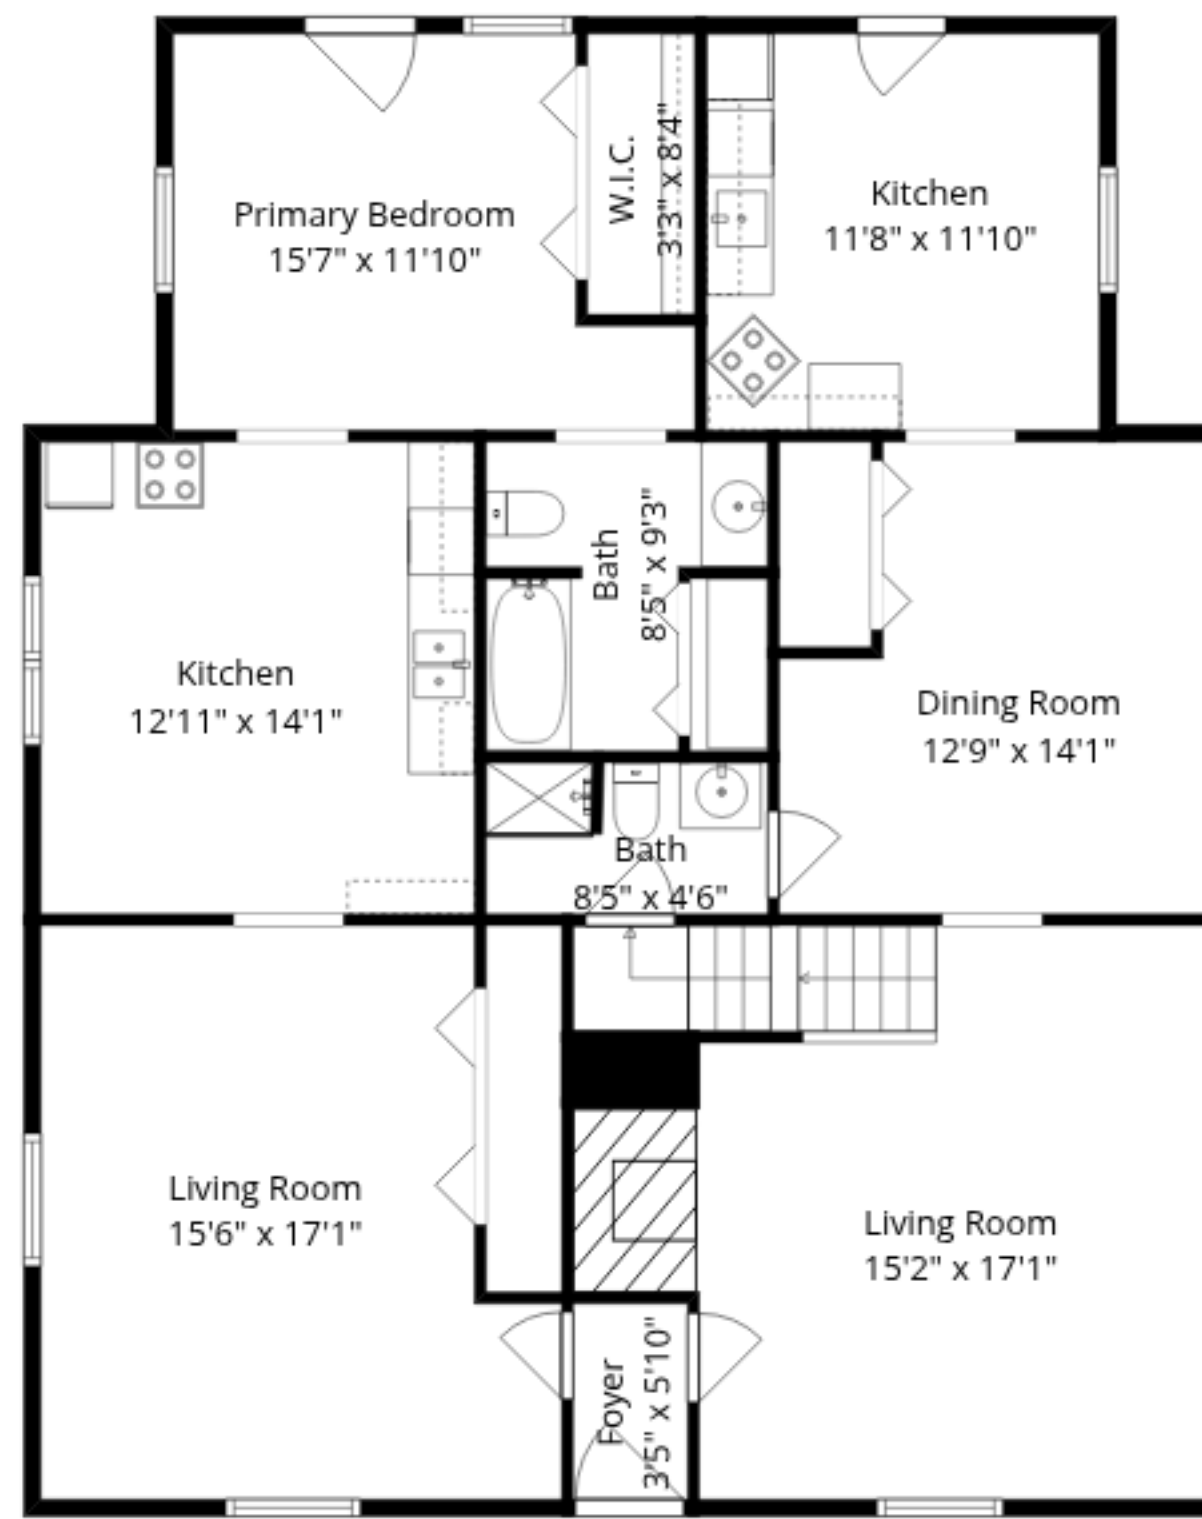 Primary Bedroom
15'7" x 11'10"
W.I.C.
3'3" x 8'4"
Kitchen
11'8" x 11'10"
Kitchen
12'11" x 14'1"
Bath
8'5" x 9'3"
Dining Room
12'9" x 14'1"
Bath
8'5" x 4'6"
Living Room
15'6" x 17'1"
Living Room
15'2" x 17'1"
Foyer
3'5" x 5'10"